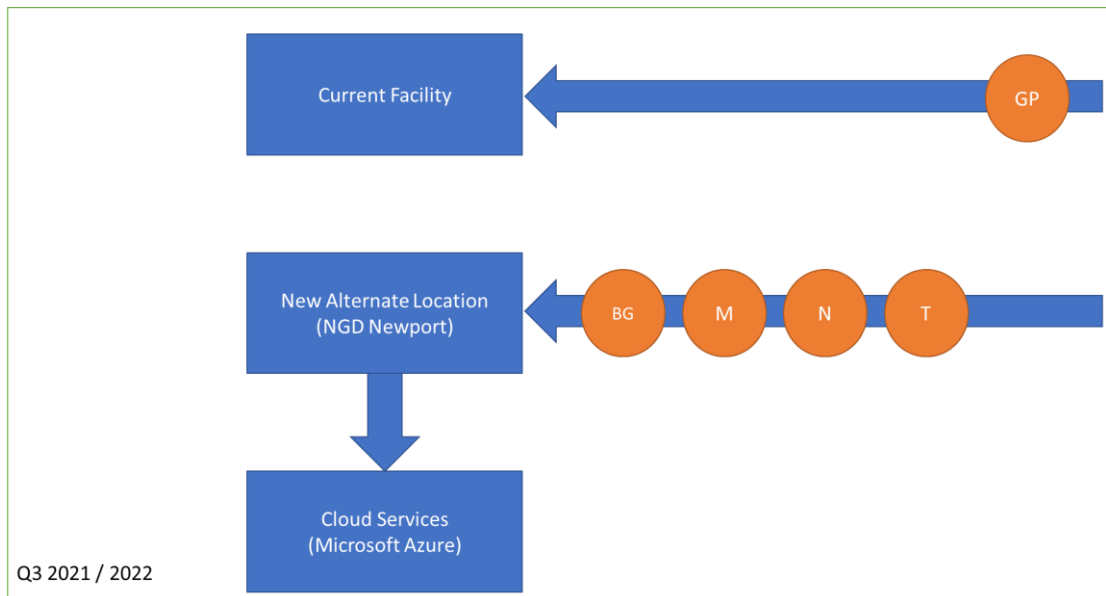 Current Facility
GP
New Alternate Location
(NGD Newport)
BG
M
N
T
Cloud Services
(Microsoft Azure)
Q3 2021 / 2022